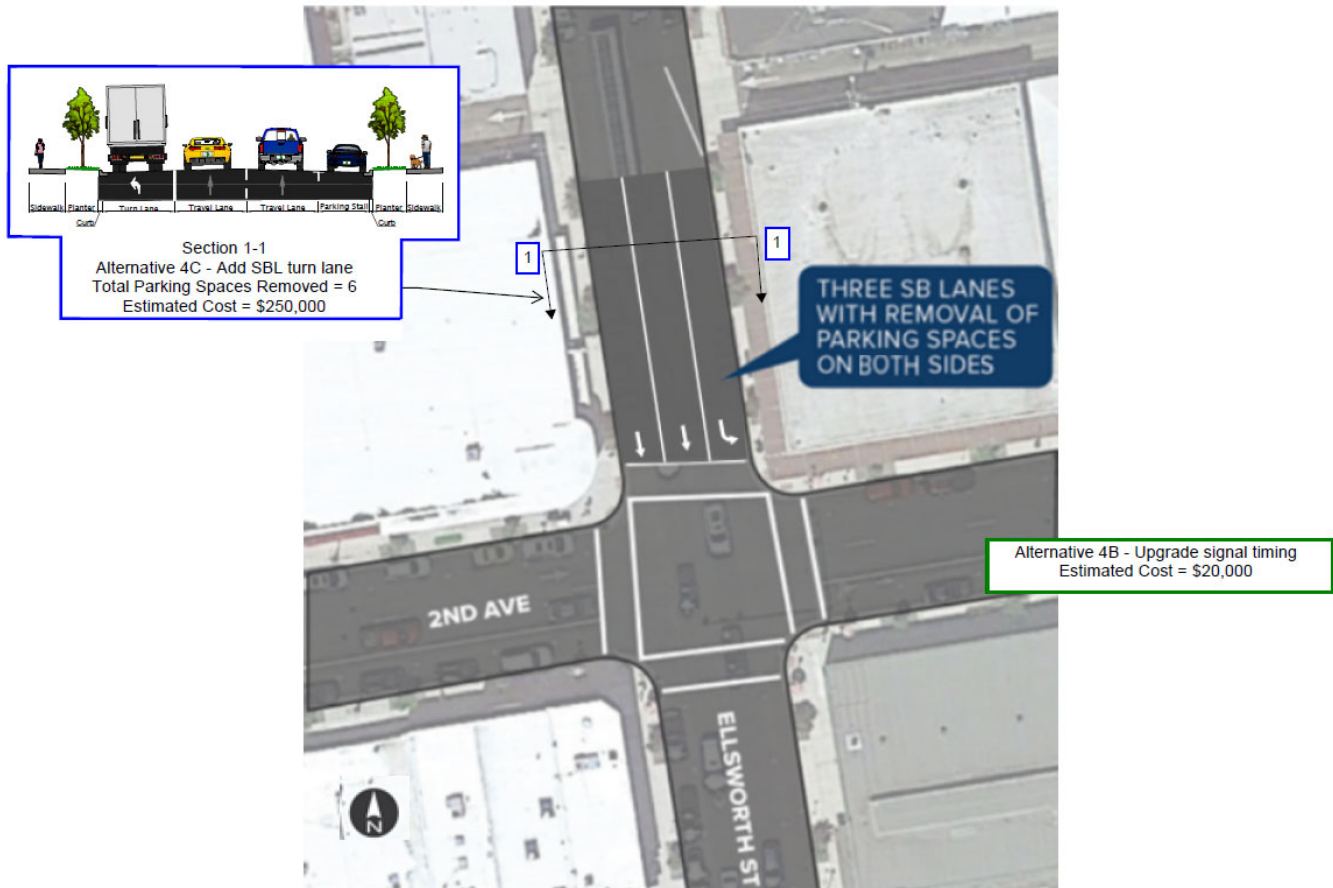 Sidewalk Planter Turn Lane Travel Lane Travel Lane Parking Stall Planter Sidewalk
Curb Curb
Section 1-1
Alternative 4C - Add SBL turn lane
Total Parking Spaces Removed = 6
Estimated Cost = $250,000
1
1
THREE SB LANES
WITH REMOVAL OF
PARKING SPACES
ON BOTH SIDES
Alternative 4B - Upgrade signal timing
Estimated Cost = $20,000
2ND AVE
ELLSWORTH ST
N